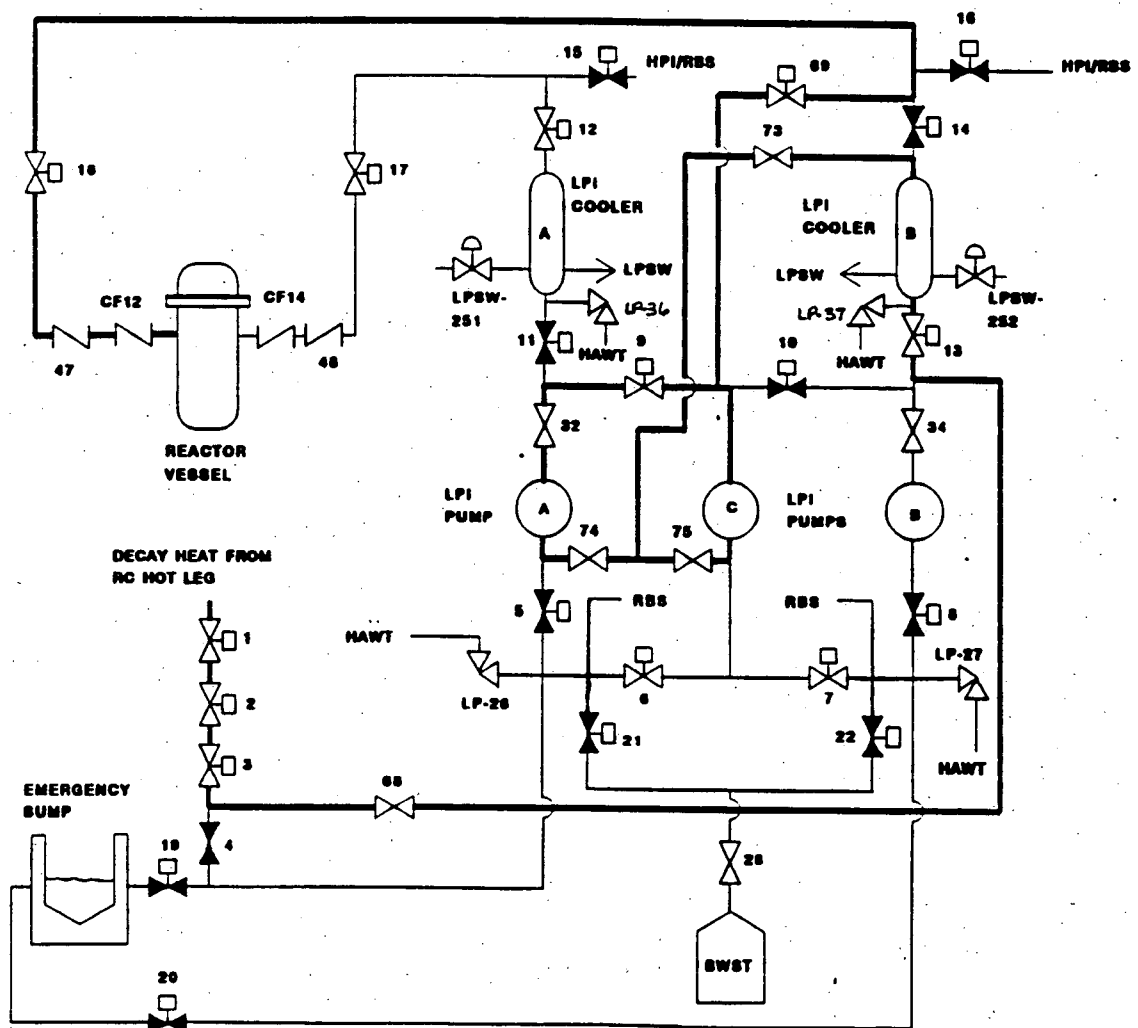 16
15
HPI/RBS
69
HPI/RBS
12
73
14
18
17
LPI
COOLER
A
LPI
COOLER
B
LPSW
LPSW
CF12
CF14
LPSW-
251
LP-36
LP-37
LPSW-
252
11
HAWT
9
HAWT
13
10
47
48
REACTOR
VESSEL
32
34
LPI
PUMP
A
C
LPI
PUMPS
B
74
75
DECAY HEAT FROM
RC HOT LEG
5
RBS
RBS
8
1
HAWT
LP-27
2
LP-26
6
7
21
22
3
HAWT
EMERGENCY
SUMP
65
19
4
28
BWST
20